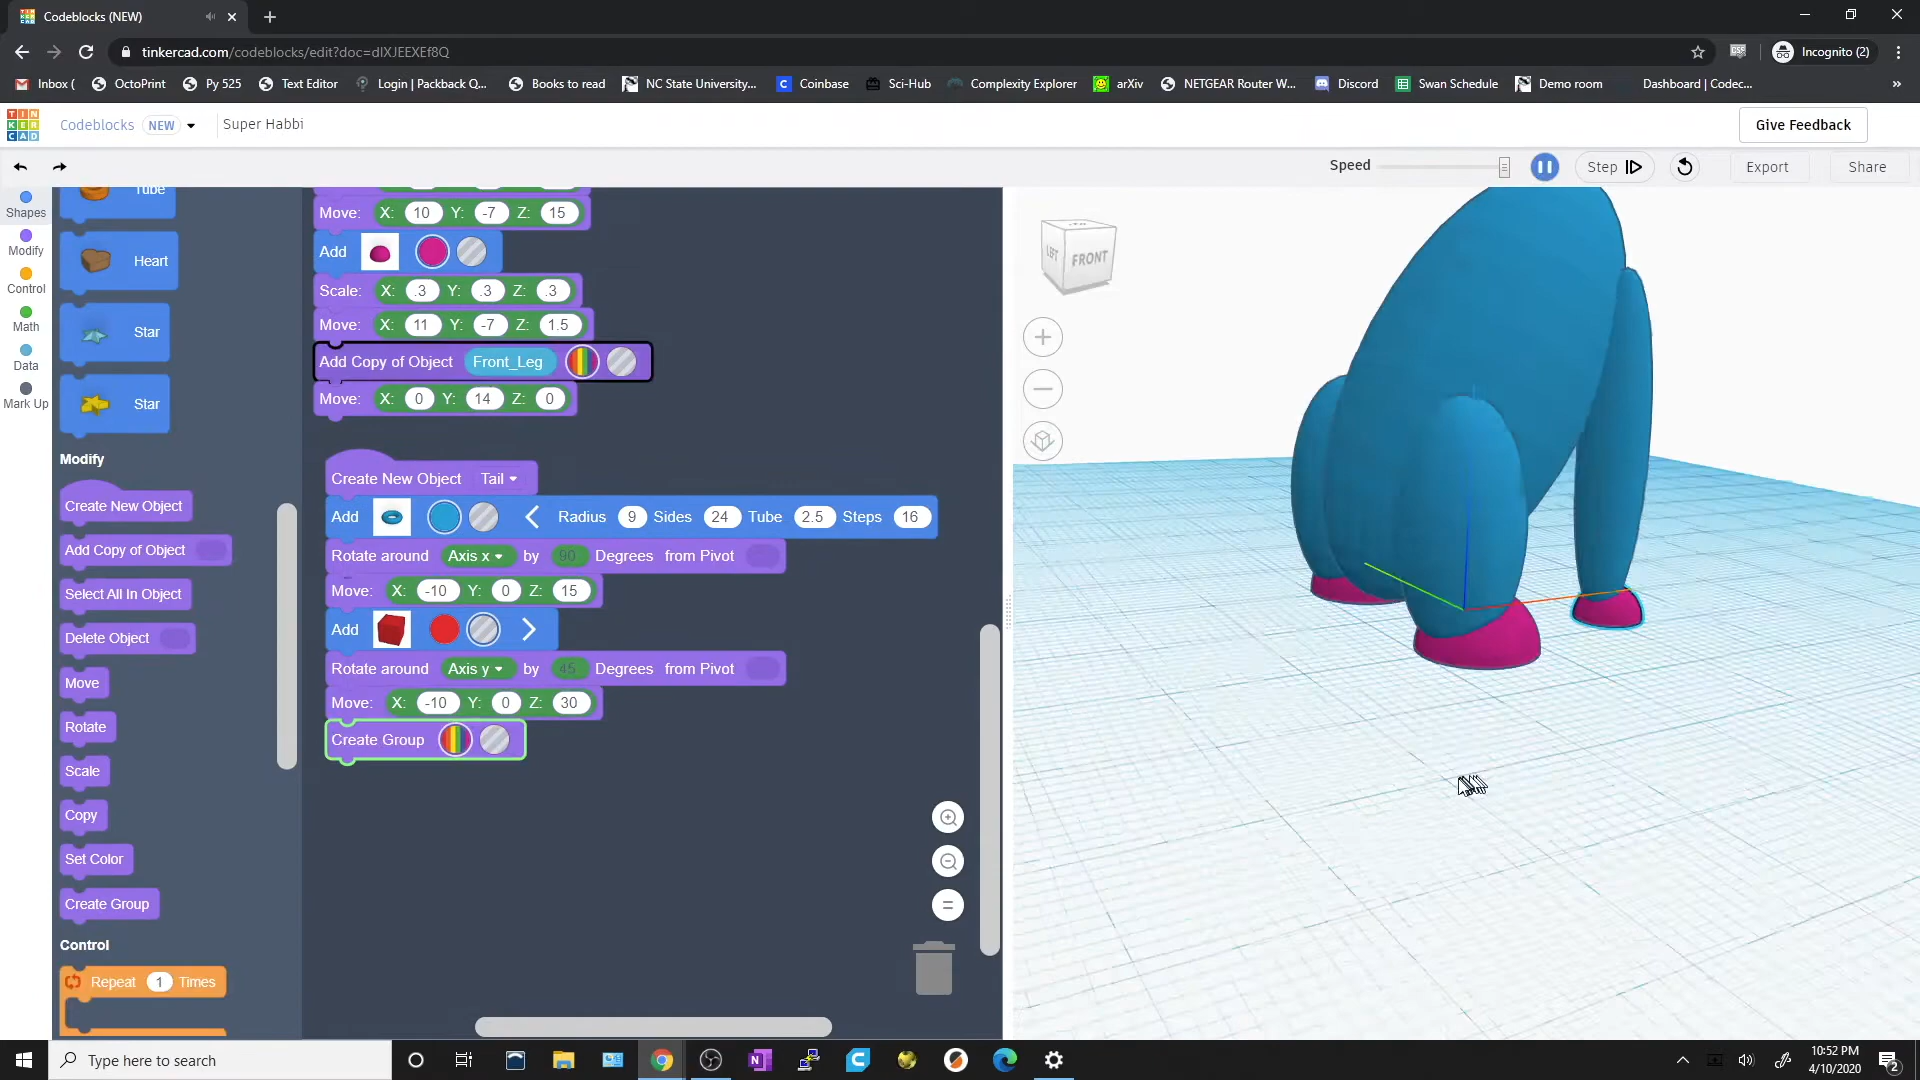 Codeblocks (NEW)
tinkercad.com/codeblocks/edit?doc=dIXJEEXEf8Q
Incognito (2)
Inbox ( OctoPrint Py 525 Text Editor Login | Packback Q... Books to read NC State University... Coinbase Sci-Hub Complexity Explorer arXiv NETGEAR Router W... Discord Swan Schedule Demo room Dashboard | Codec... »
TIN
KER
CAD
Codeblocks NEW Super Habbi
Give Feedback
Speed Step Export Share
Shapes
Modify
Control
Math
Data
Mark Up
Tube
Heart
Star
Star
Modify
Create New Object
Add Copy of Object
Select All In Object
Delete Object
Move
Rotate
Scale
Copy
Set Color
Create Group
Control
Repeat 1 Times
Move: X: 10 Y: -7 Z: 15
Add
Scale: X: .3 Y: .3 Z: .3
Move: X: 11 Y: -7 Z: 1.5
Add Copy of Object Front_Leg
Move: X: 0 Y: 14 Z: 0
Create New Object Tail
Add Radius 9 Sides 24 Tube 2.5 Steps 16
Rotate around Axis x by 90 Degrees from Pivot
Move: X: -10 Y: 0 Z: 15
Add
Rotate around Axis y by 45 Degrees from Pivot
Move: X: -10 Y: 0 Z: 30
Create Group
LEFT FRONT
Type here to search
10:52 PM
4/10/2020
2